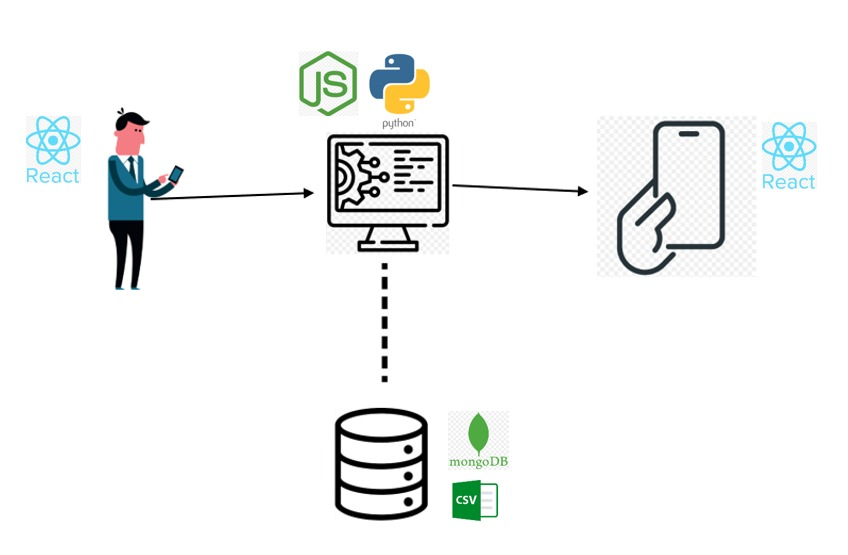 JS
python
React
React
mongoDB
CSV